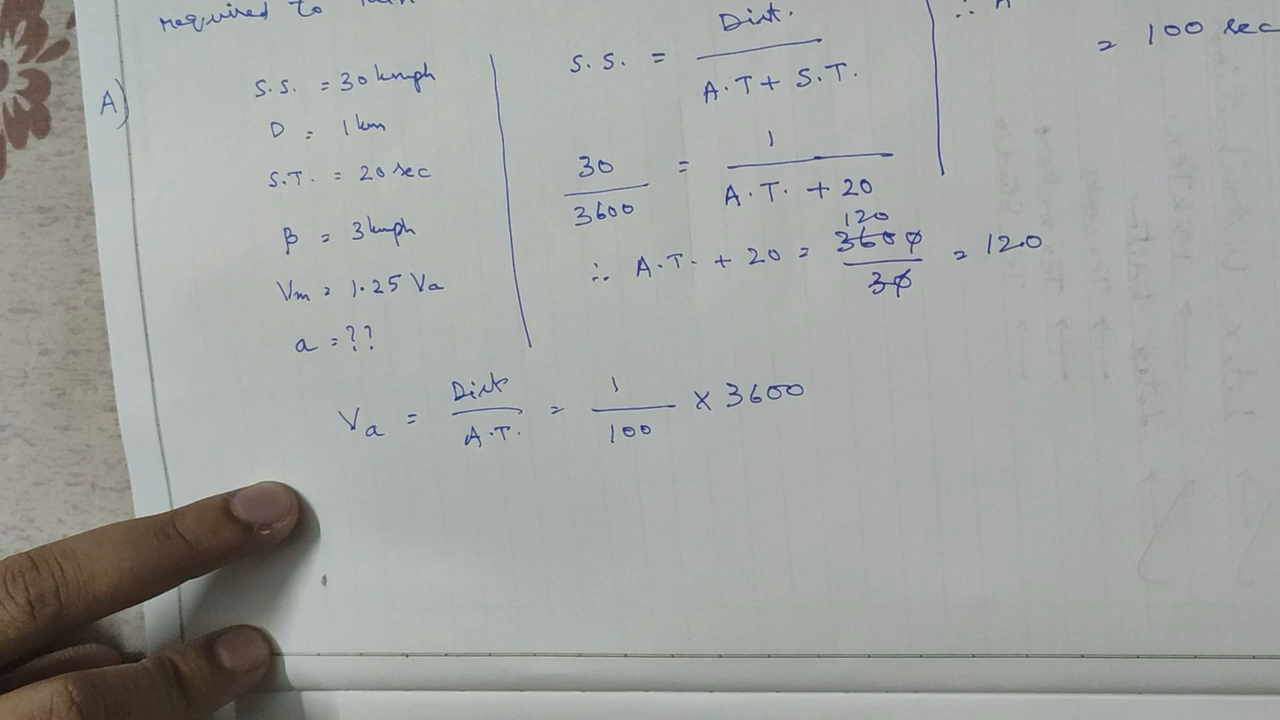 required to
A)
S.S. = 30 kmph
D = 1 km
S.T. = 20 sec
β = 3 kmph
Vm = 1.25 Va
a = ??
S.S. = Dist. / A.T + S.T.
30 / 3600 = 1 / A.T. + 20
120
∴ A.T. + 20 = 3600 / 30 = 120
∴ A
= 100 sec
Va = Dist / A.T. = 1 / 100 × 3600